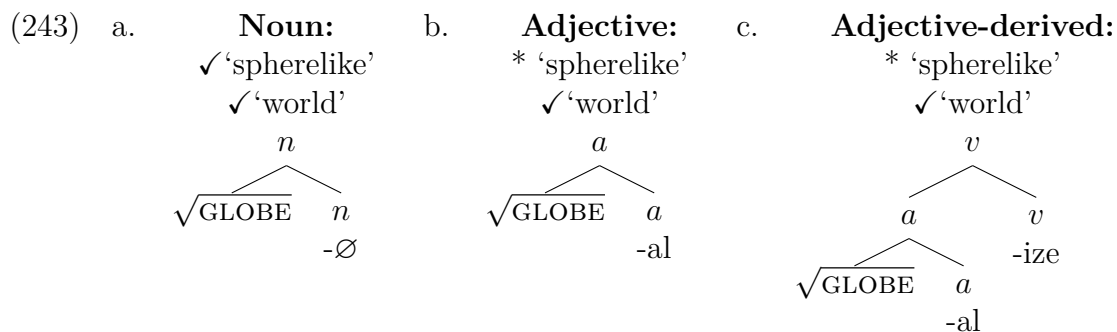 (243) a. Noun: b. Adjective: c. Adjective-derived:
✓‘spherelike’ * ‘spherelike’ * ‘spherelike’
✓‘world’ ✓‘world’ ✓‘world’
n a v
√GLOBE n √GLOBE a a v
-∅ -al -ize
√GLOBE a
-al